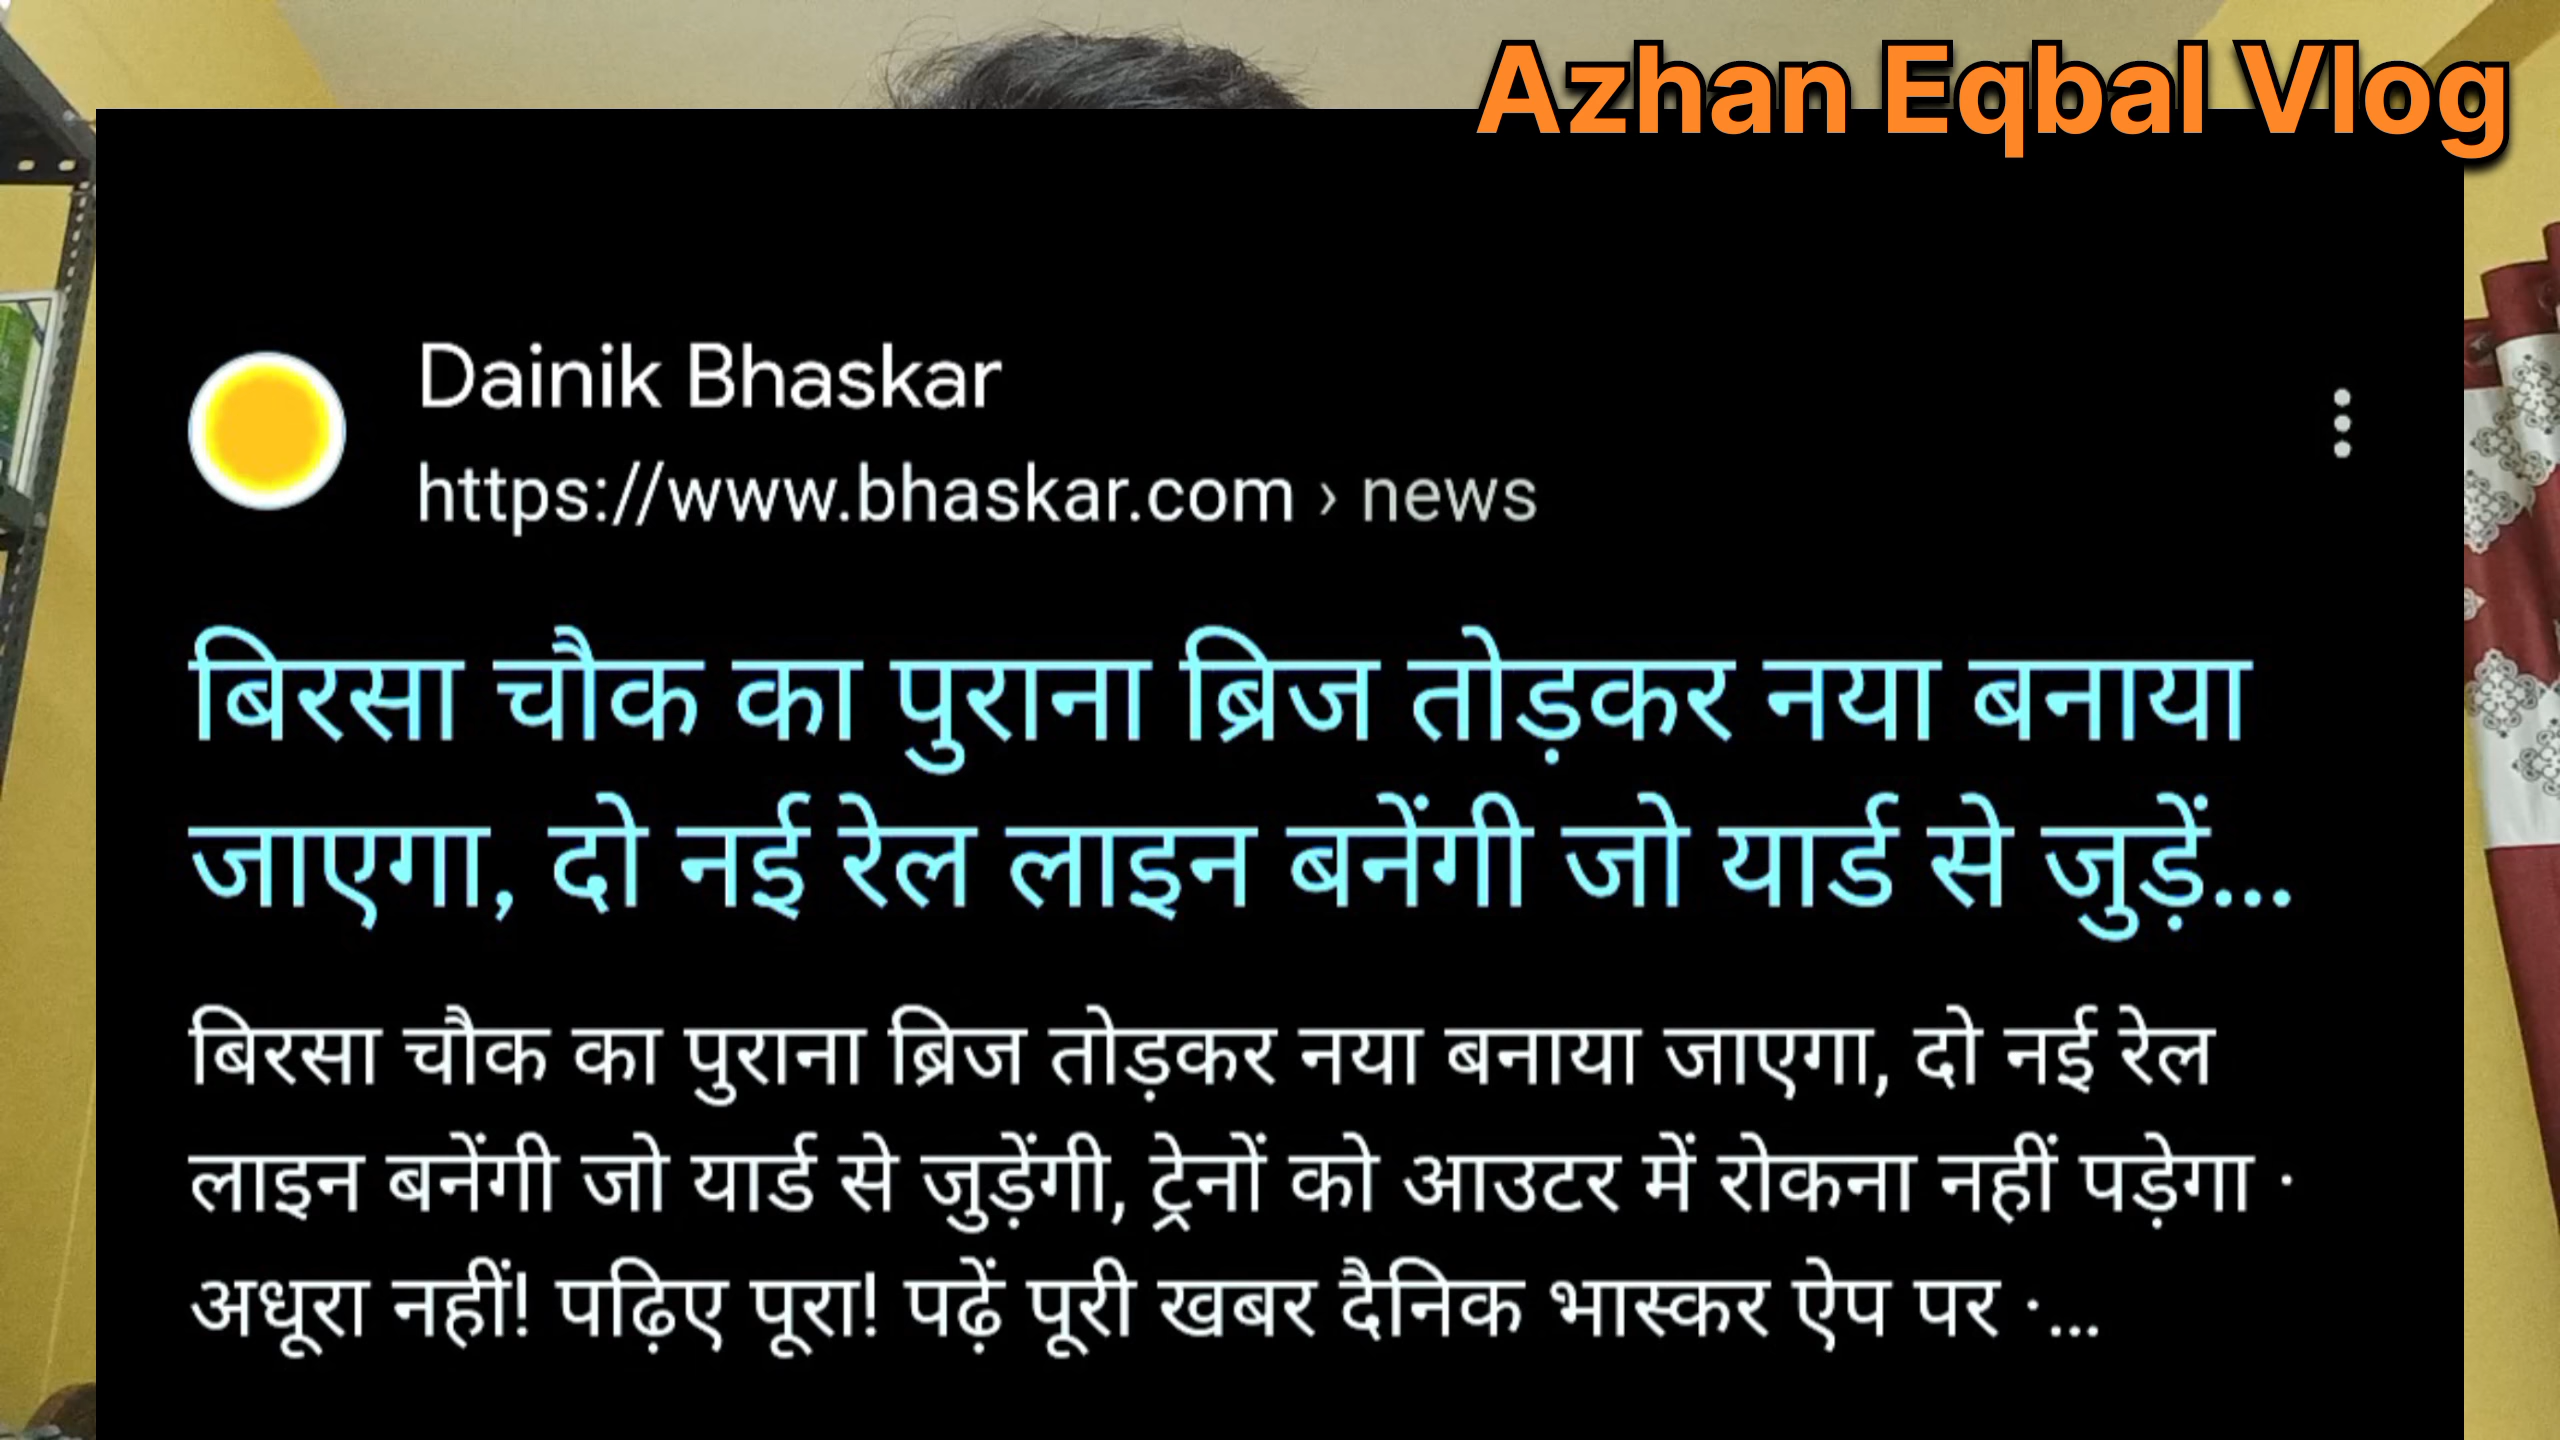 Azhan Eqbal Vlog
Dainik Bhaskar
https://www.bhaskar.com › news
बिरसा चौक का पुराना ब्रिज तोड़कर नया बनाया
जाएगा, दो नई रेल लाइन बनेंगी जो यार्ड से जुड़ें...
बिरसा चौक का पुराना ब्रिज तोड़कर नया बनाया जाएगा, दो नई रेल
लाइन बनेंगी जो यार्ड से जुड़ेंगी, ट्रेनों को आउटर में रोकना नहीं पड़ेगा ·
अधूरा नहीं! पढ़िए पूरा! पढ़ें पूरी खबर दैनिक भास्कर ऐप पर ·...